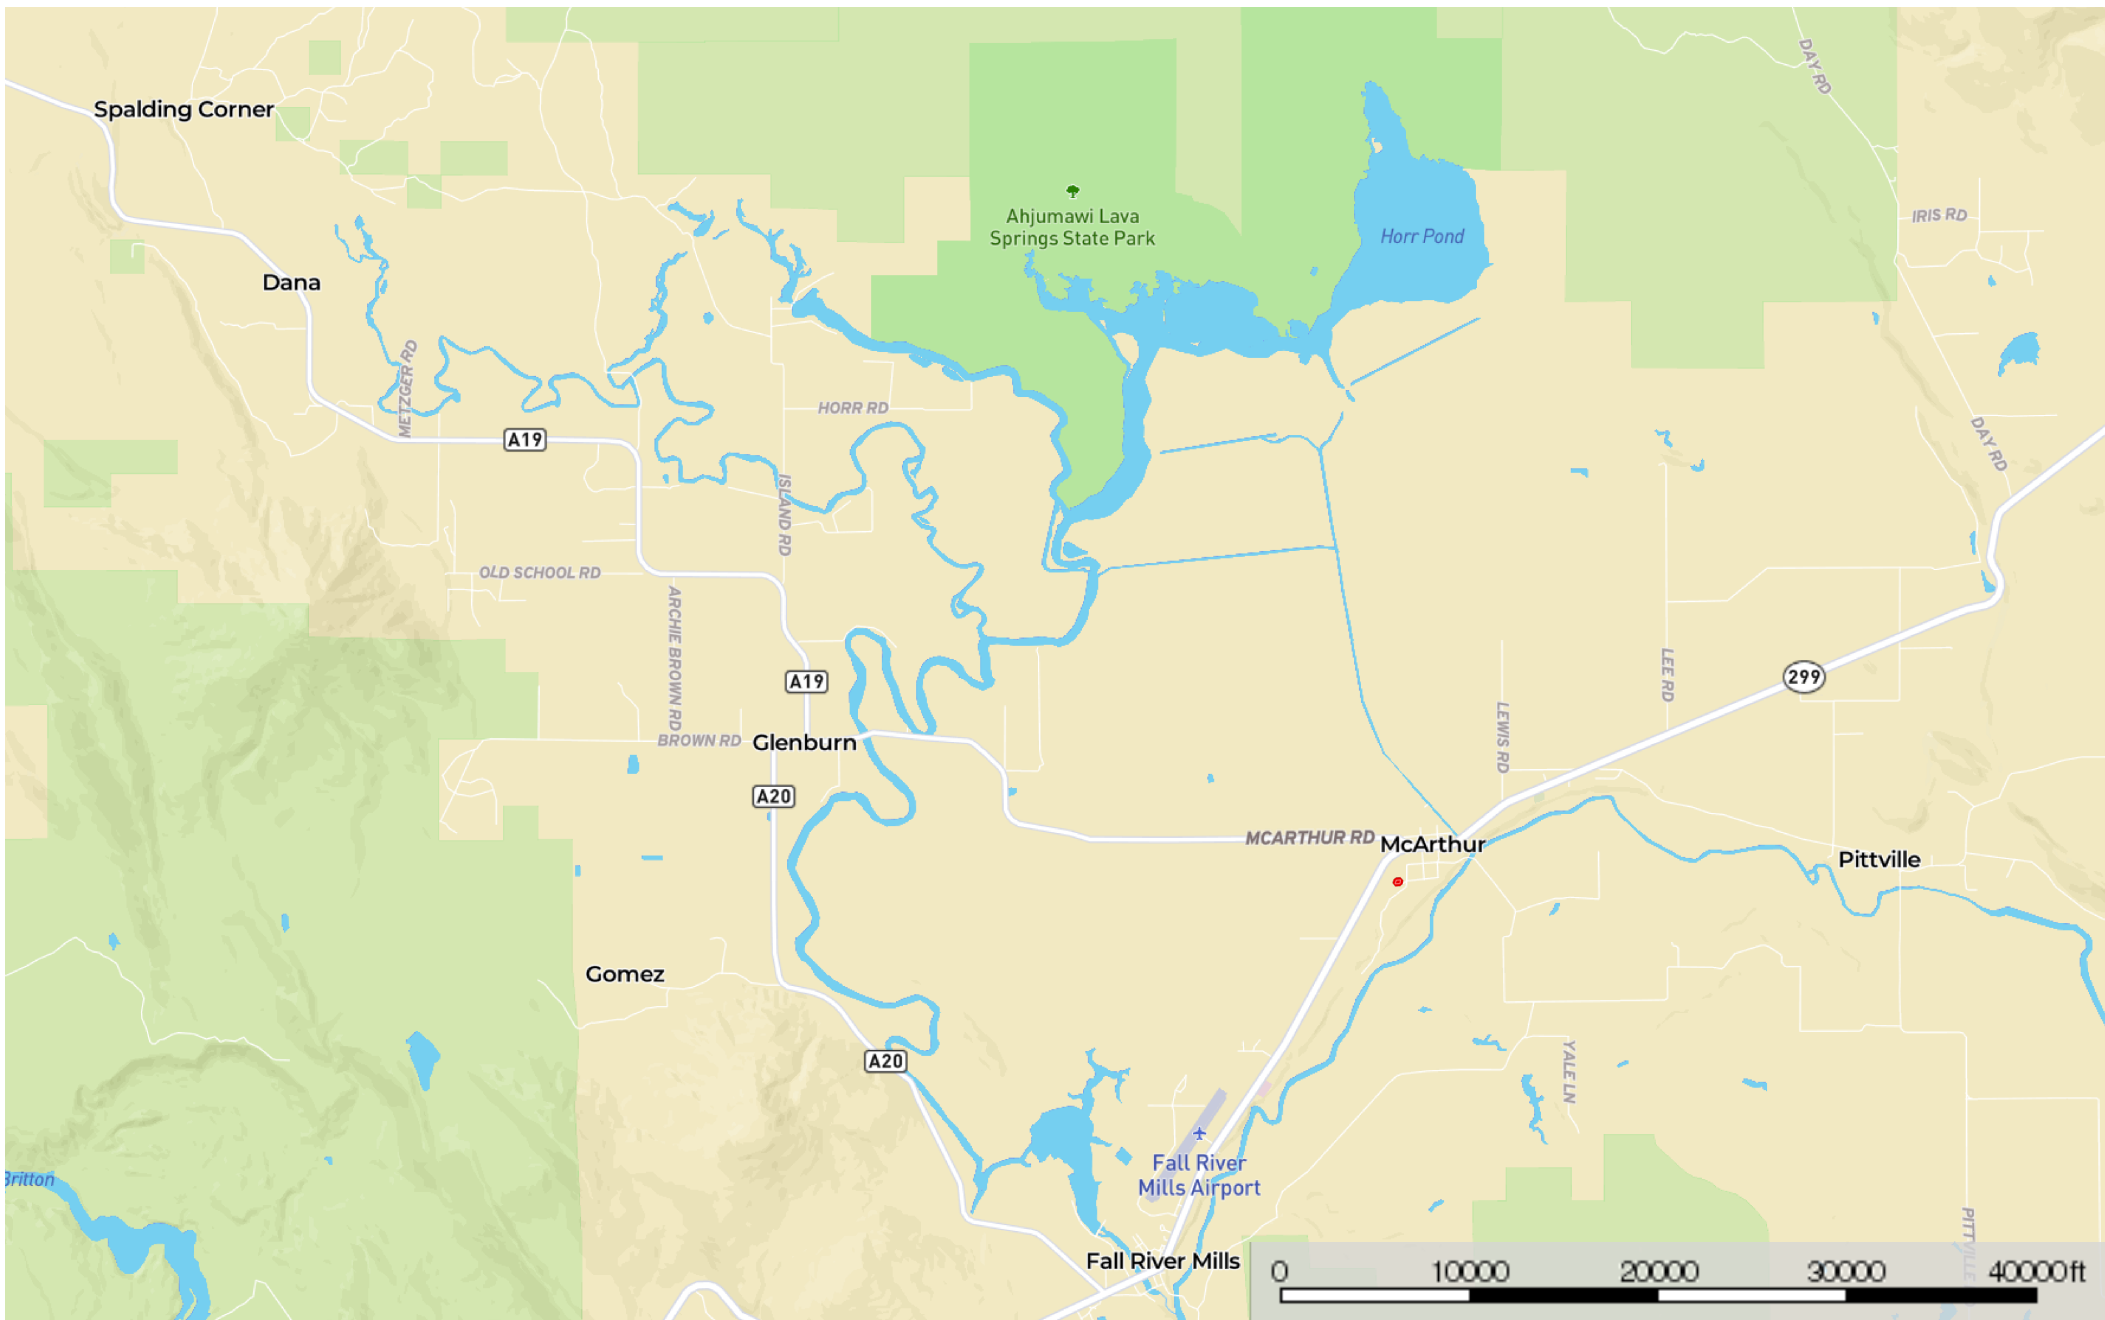 DAY RD
Spalding Corner
Ahjumawi Lava
Springs State Park
IRIS RD
Horr Pond
Dana
METZGER RD
HORR RD
A19
DAY RD
ISLAND RD
OLD SCHOOL RD
ARCHIE BROWN RD
A19
LEE RD
299
LEWIS RD
BROWN RD
Glenburn
A20
MCARTHUR RD
McArthur
Pittville
Gomez
A20
YALE LN
Fall River
Mills Airport
Britton
PITTVILLE
Fall River Mills
0 10000 20000 30000 40000ft